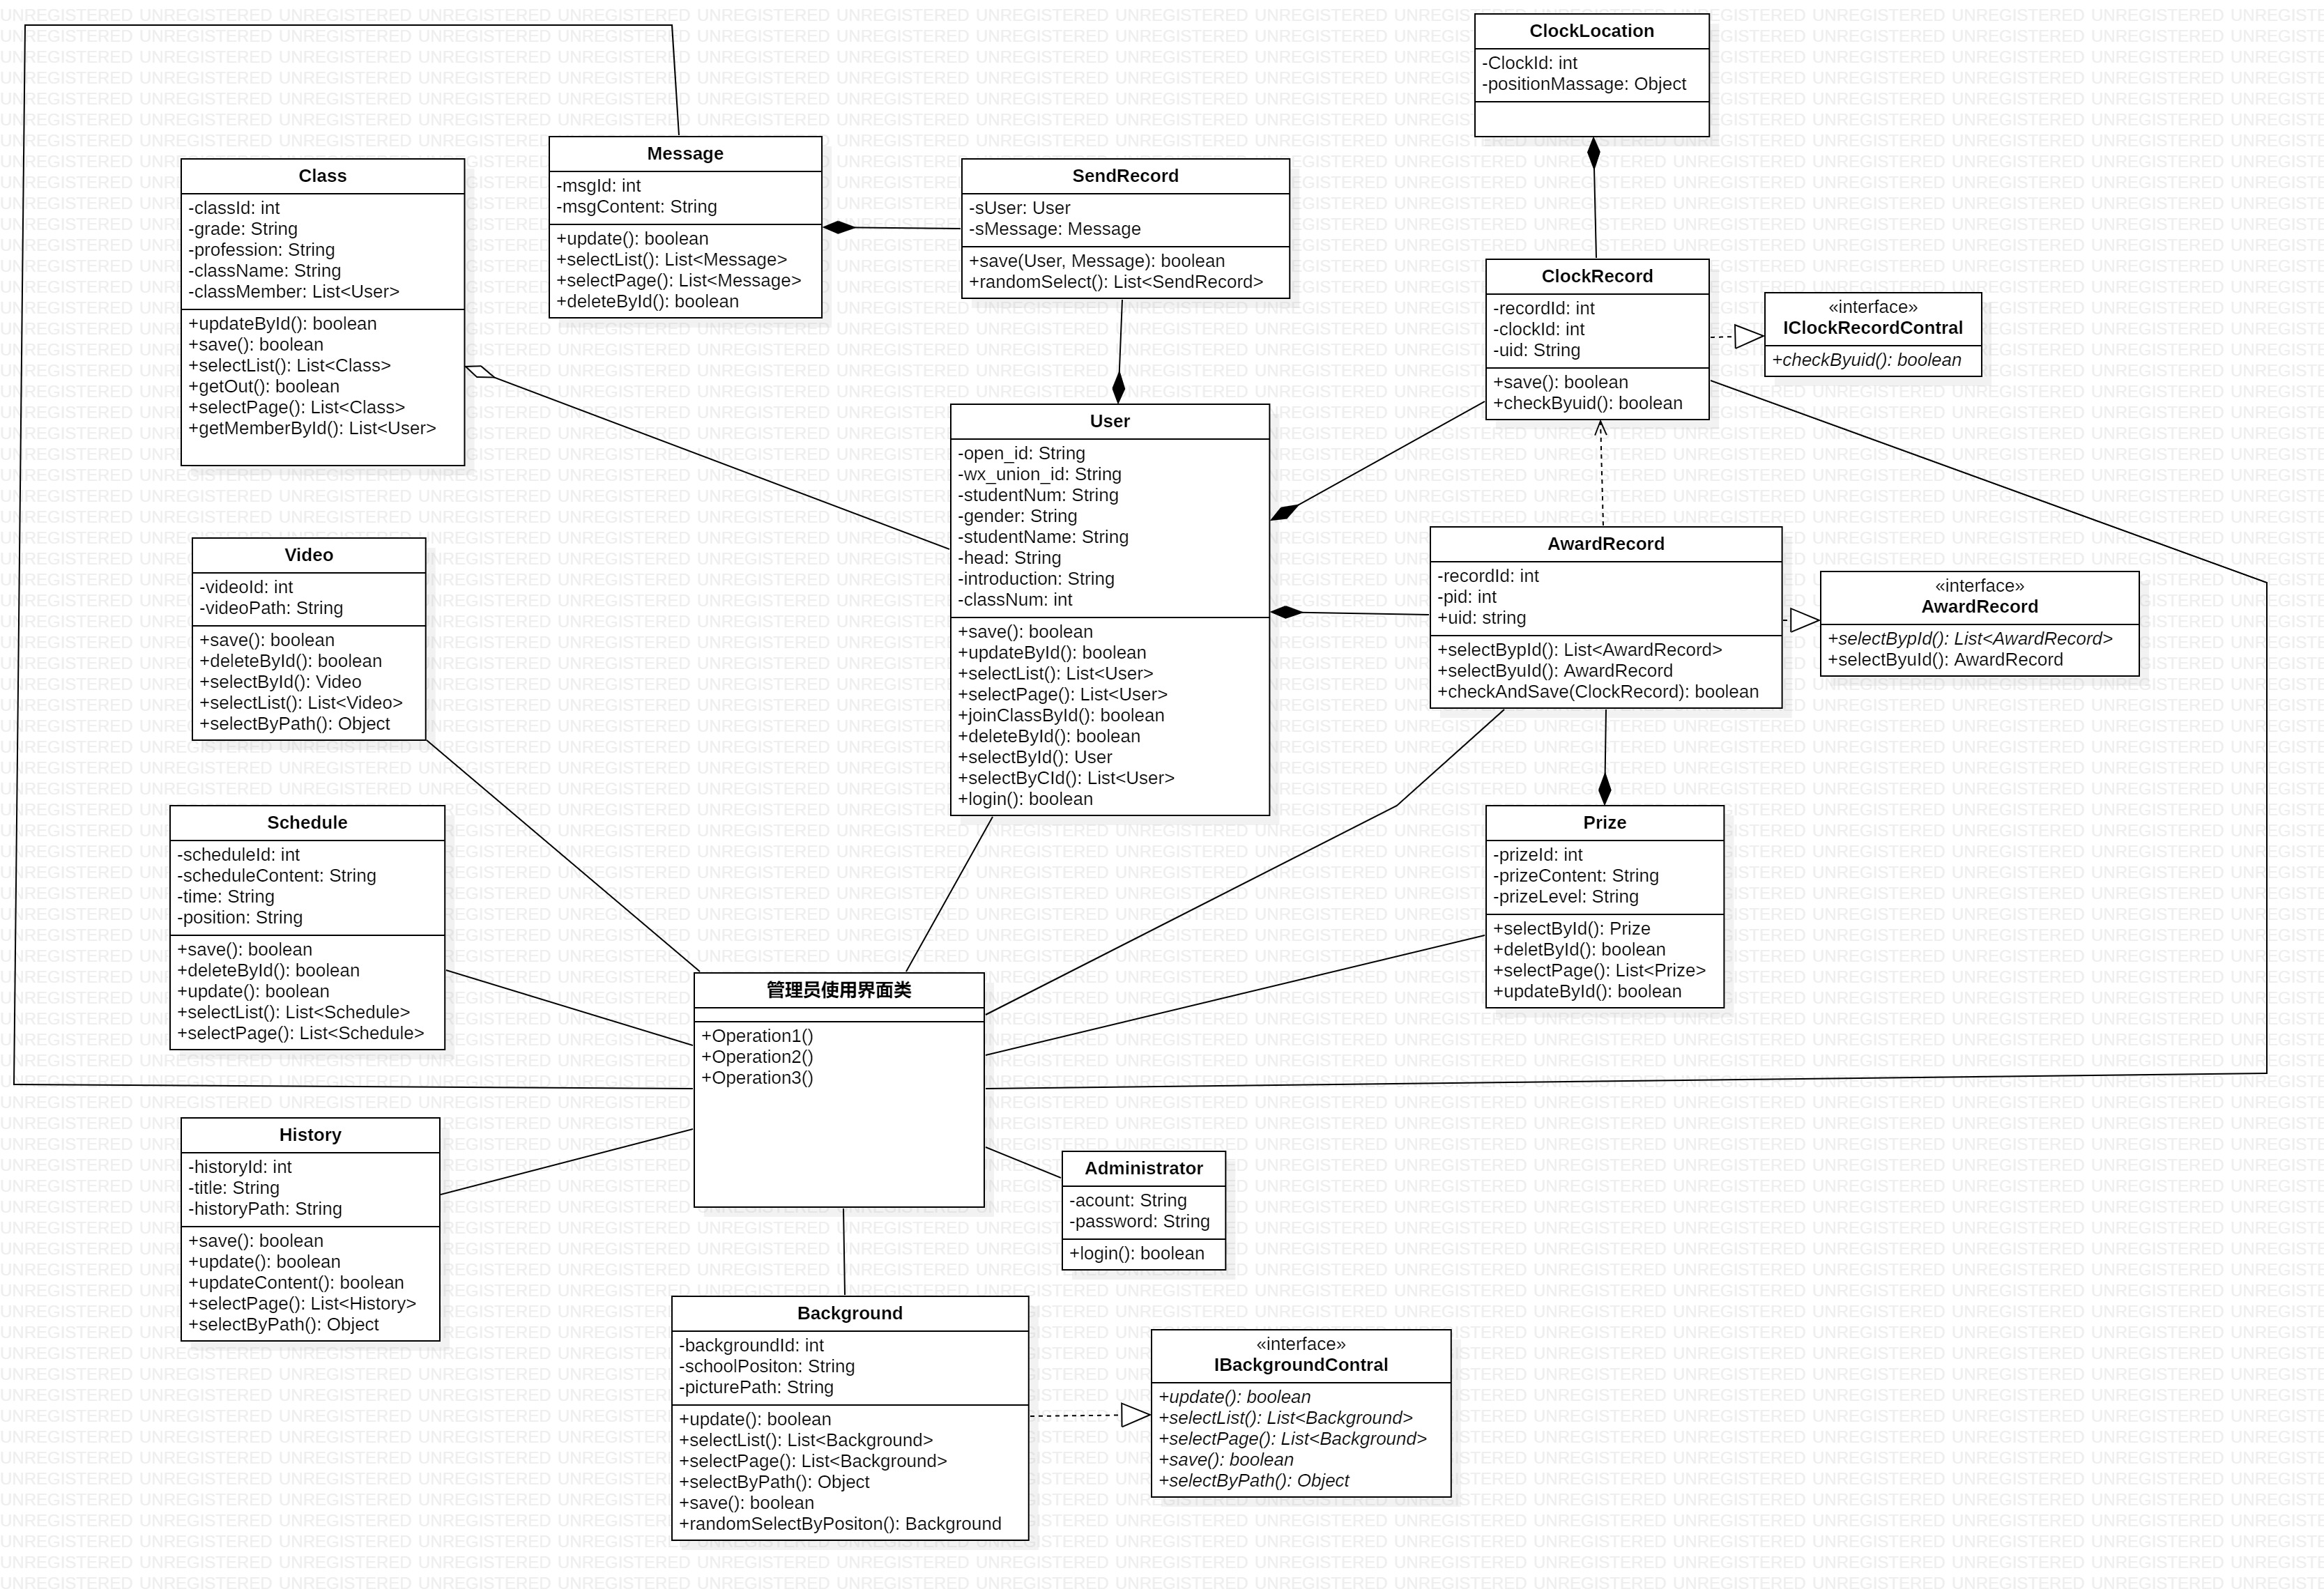 ClockLocation
-ClockId: int
-positionMassage: Object
Message
-msgId: int
-msgContent: String
+update(): boolean
+selectList(): List<Message>
+selectPage(): List<Message>
+deleteById(): boolean
Class
-classId: int
-grade: String
-profession: String
-className: String
-classMember: List<User>
+updateById(): boolean
+save(): boolean
+selectList(): List<Class>
+getOut(): boolean
+selectPage(): List<Class>
+getMemberById(): List<User>
SendRecord
-sUser: User
-sMessage: Message
+save(User, Message): boolean
+randomSelect(): List<SendRecord>
ClockRecord
-recordId: int
-clockId: int
-uid: String
+save(): boolean
+checkByuid(): boolean
«interface»
IClockRecordContral
+checkByuid(): boolean
User
-open_id: String
-wx_union_id: String
-studentNum: String
-gender: String
-studentName: String
-head: String
-introduction: String
-classNum: int
+save(): boolean
+updateById(): boolean
+selectList(): List<User>
+selectPage(): List<User>
+joinClassById(): boolean
+deleteById(): boolean
+selectById(): User
+selectByCId(): List<User>
+login(): boolean
AwardRecord
-recordId: int
-pid: int
+uid: string
+selectBypId(): List<AwardRecord>
+selectByuId(): AwardRecord
+checkAndSave(ClockRecord): boolean
«interface»
AwardRecord
+selectBypId(): List<AwardRecord>
+selectByuId(): AwardRecord
Video
-videoId: int
-videoPath: String
+save(): boolean
+deleteById(): boolean
+selectById(): Video
+selectList(): List<Video>
+selectByPath(): Object
Schedule
-scheduleId: int
-scheduleContent: String
-time: String
-position: String
+save(): boolean
+deleteById(): boolean
+update(): boolean
+selectList(): List<Schedule>
+selectPage(): List<Schedule>
Prize
-prizeId: int
-prizeContent: String
-prizeLevel: String
+selectById(): Prize
+deletById(): boolean
+selectPage(): List<Prize>
+updateById(): boolean
管理员使用界面类
+Operation1()
+Operation2()
+Operation3()
History
-historyId: int
-title: String
-historyPath: String
+save(): boolean
+update(): boolean
+updateContent(): boolean
+selectPage(): List<History>
+selectByPath(): Object
Administrator
-acount: String
-password: String
+login(): boolean
Background
-backgroundId: int
-schoolPositon: String
-picturePath: String
+update(): boolean
+selectList(): List<Background>
+selectPage(): List<Background>
+selectByPath(): Object
+save(): boolean
+randomSelectByPositon(): Background
«interface»
IBackgroundContral
+update(): boolean
+selectList(): List<Background>
+selectPage(): List<Background>
+save(): boolean
+selectByPath(): Object
UNREGISTERED